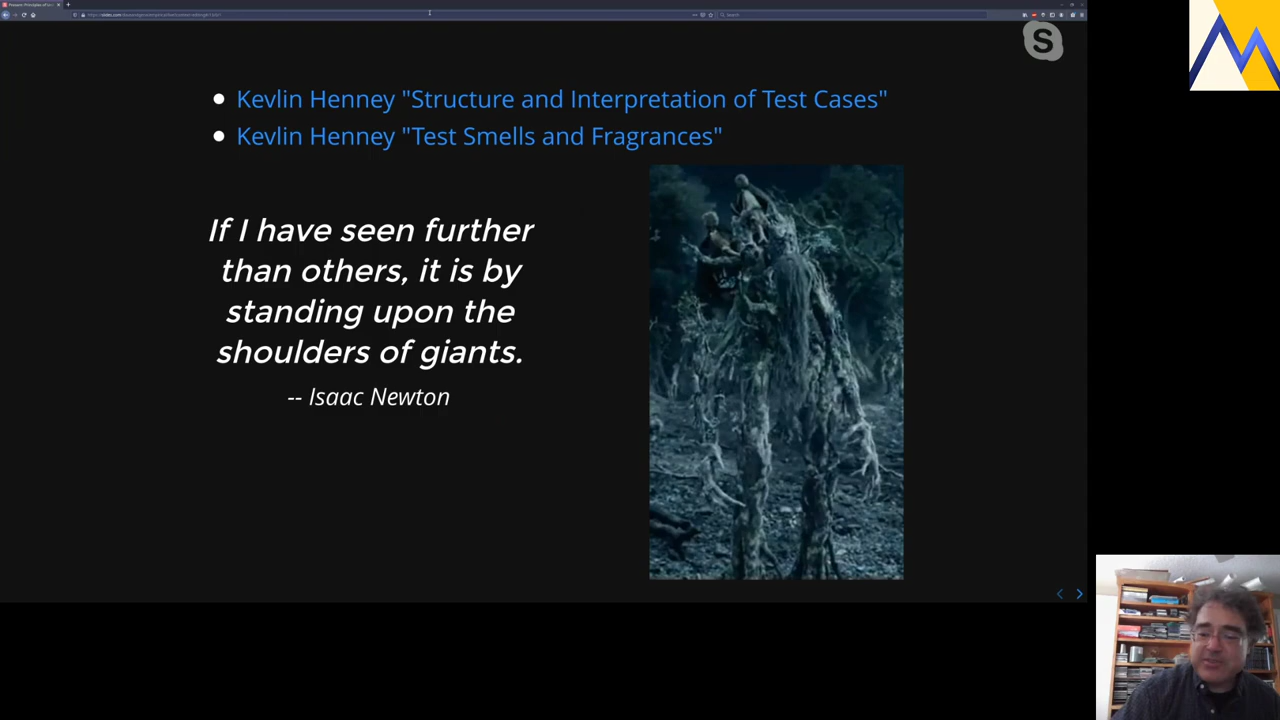 Kevlin Henney "Structure and Interpretation of Test Cases"
Kevlin Henney "Test Smells and Fragrances"
If I have seen further
than others, it is by
standing upon the
shoulders of giants.
-- Isaac Newton
S
Search